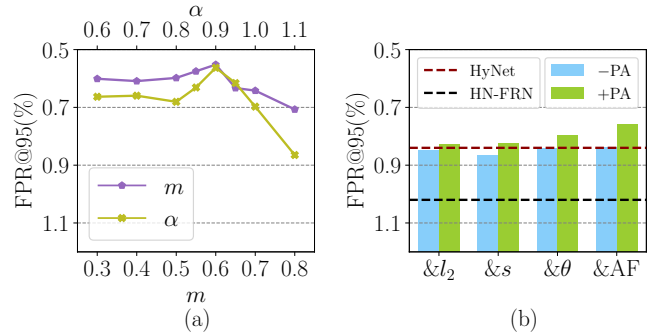 α
0.6 0.7 0.8 0.9 1.0 1.1
FPR@95(%)
0.5
0.7
0.9
1.1
m
α
0.3 0.4 0.5 0.6 0.7 0.8
m
(a)
FPR@95(%)
0.5
0.7
0.9
1.1
HyNet
HN-FRN
−PA
+PA
&l₂ &s &θ &AF
(b)